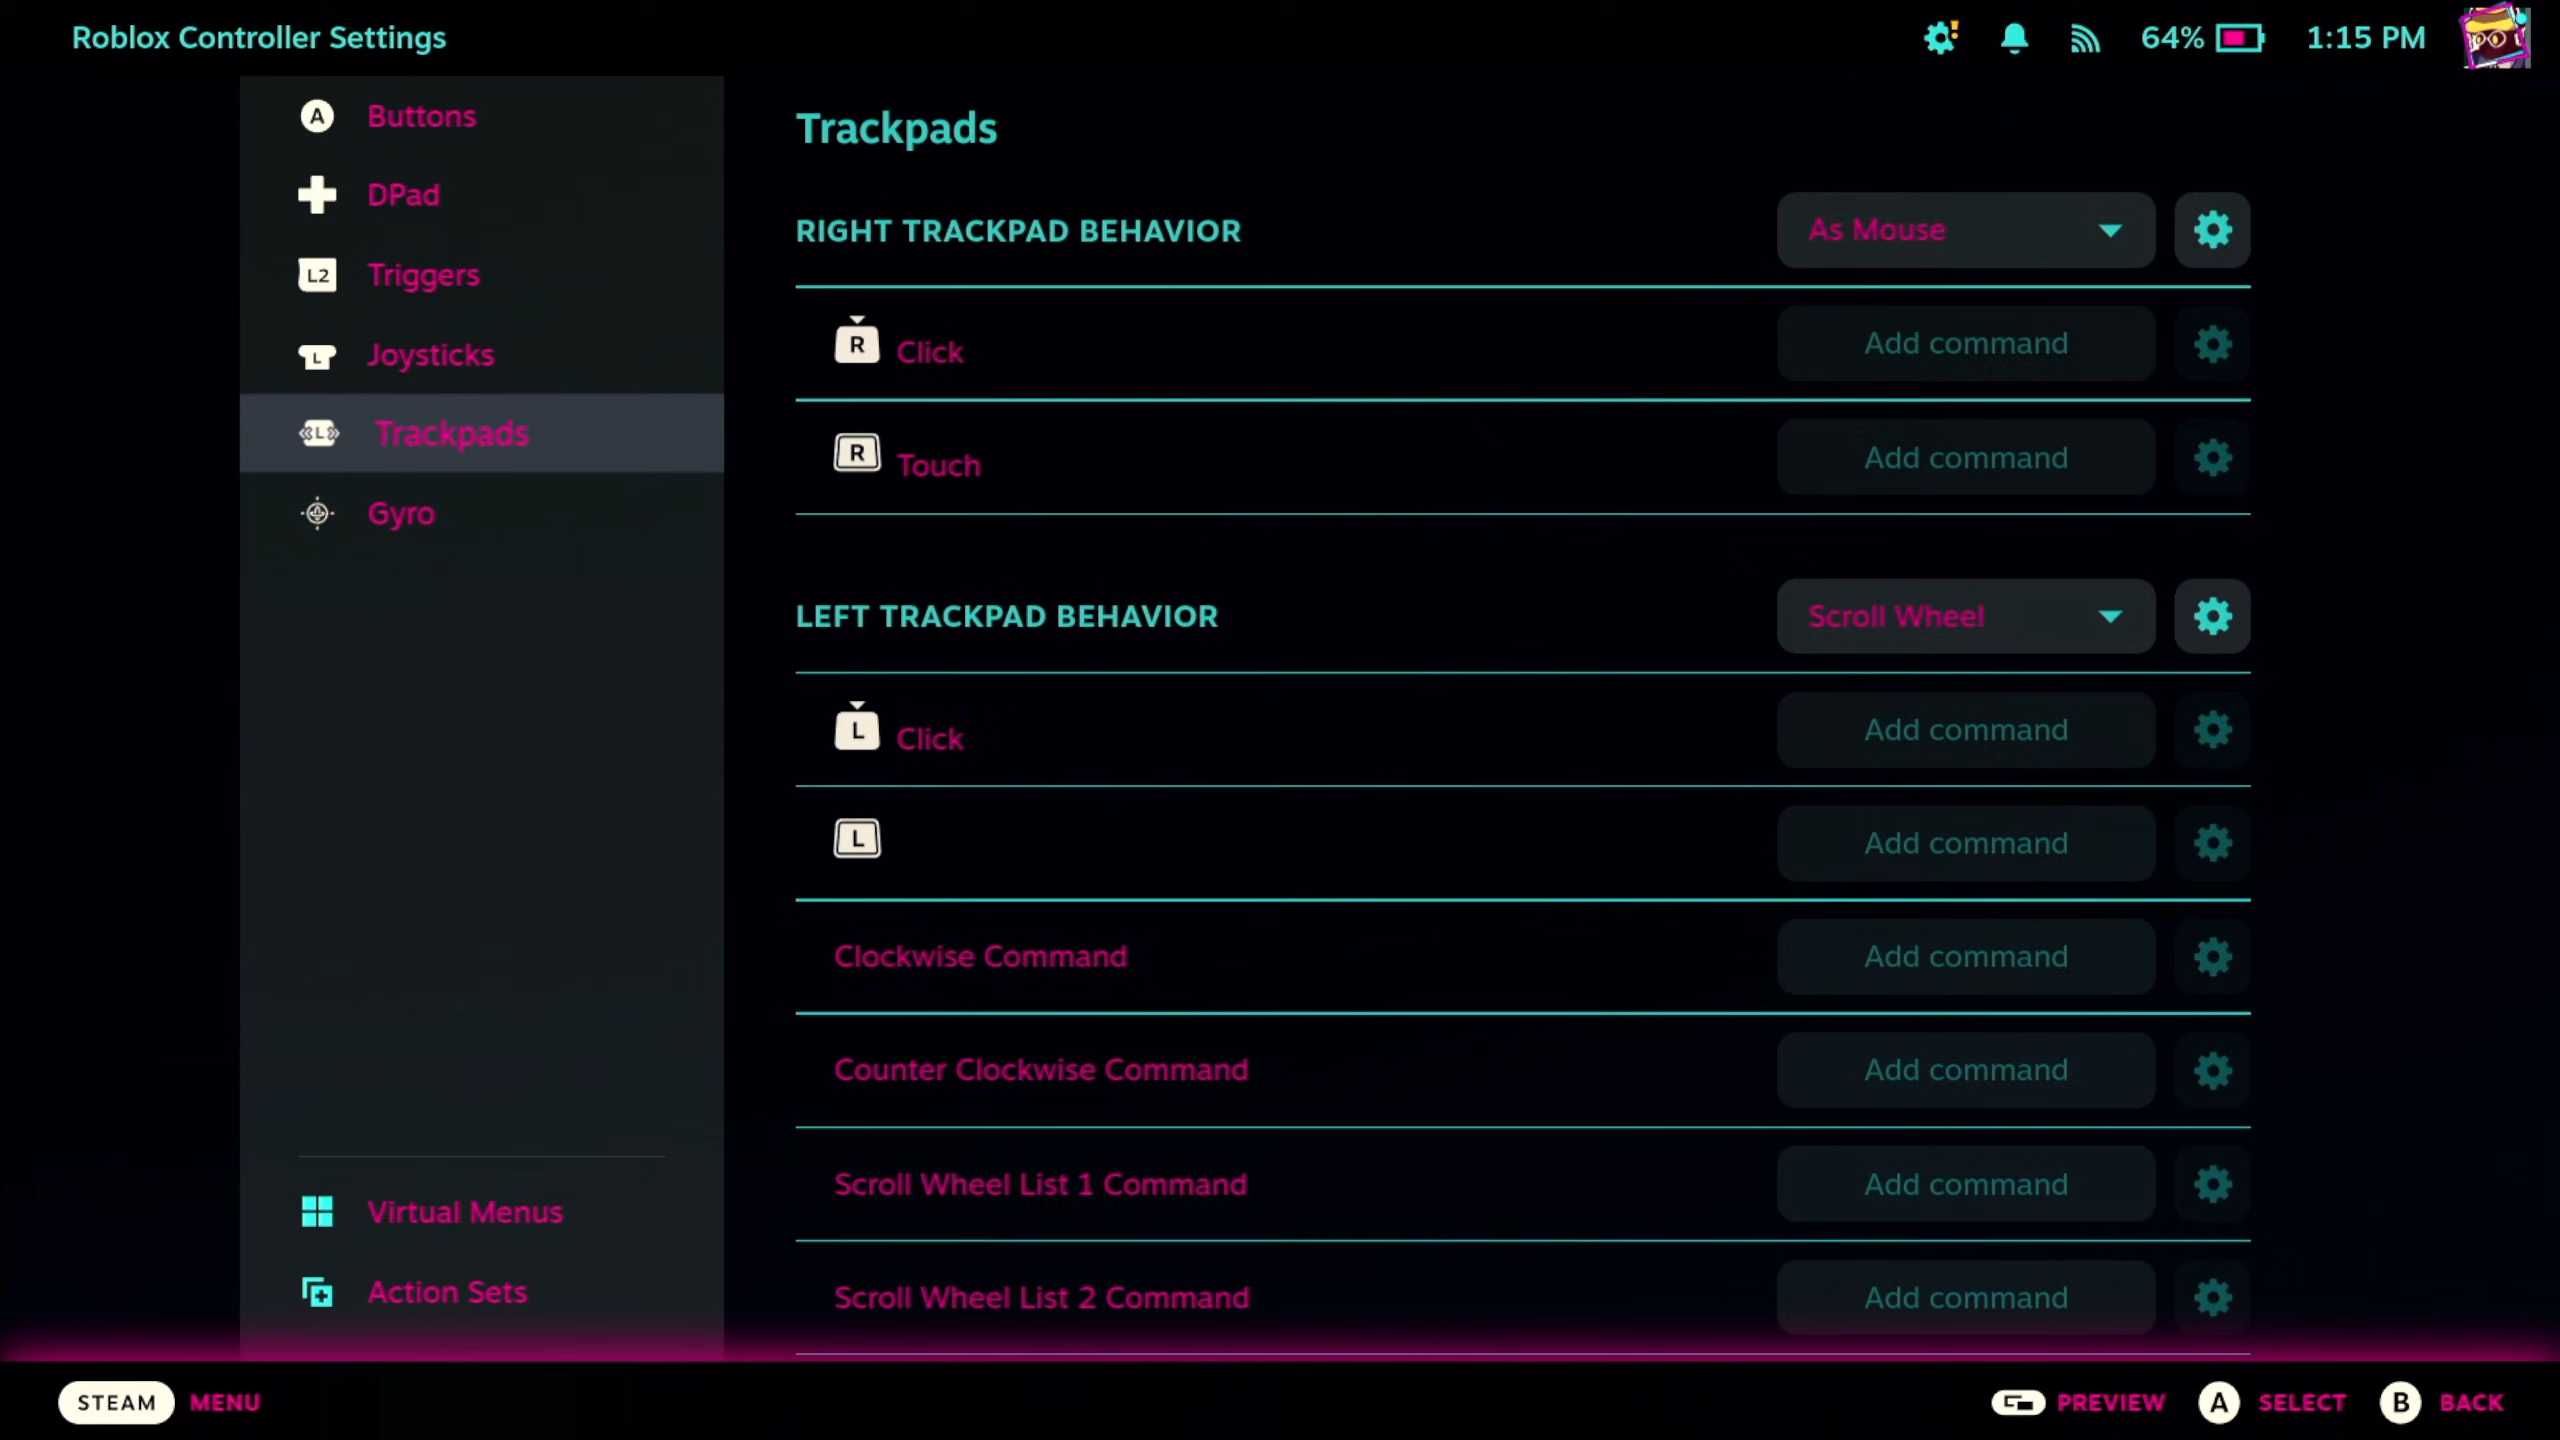 Roblox Controller Settings
64%
1:15 PM
A Buttons
DPad
L2 Triggers
L Joysticks
L Trackpads
Gyro
Virtual Menus
Action Sets
Trackpads
RIGHT TRACKPAD BEHAVIOR As Mouse
R Click Add command
R Touch Add command
LEFT TRACKPAD BEHAVIOR Scroll Wheel
L Click Add command
L Add command
Clockwise Command Add command
Counter Clockwise Command Add command
Scroll Wheel List 1 Command Add command
Scroll Wheel List 2 Command Add command
STEAM MENU
PREVIEW A SELECT B BACK